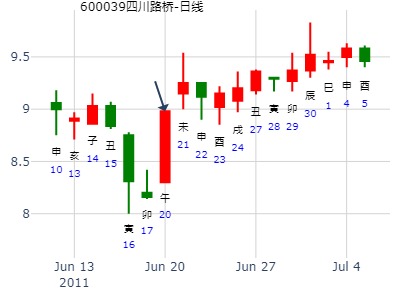 600039四川路桥-日线
9.5
9
8.5
8
申
10
亥
13
子
14
丑
15
寅
16
卯
17
午
20
未
21
申
22
酉
23
戌
24
丑
27
寅
28
卯
29
辰
30
巳
1
申
4
酉
5
Jun 13
2011
Jun 20
Jun 27
Jul 4